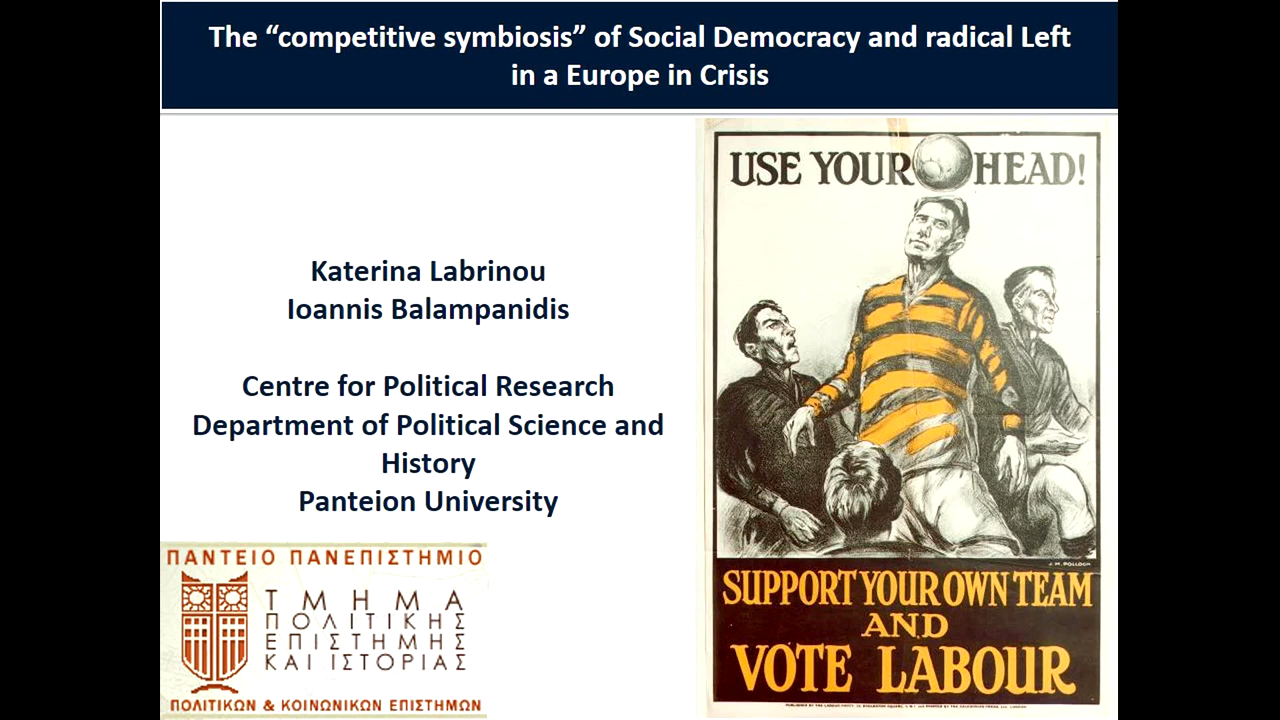 The “competitive symbiosis” of Social Democracy and radical Left
in a Europe in Crisis
Katerina Labrinou
Ioannis Balampanidis
Centre for Political Research
Department of Political Science and
History
Panteion University
ΠΑΝΤΕΙΟ ΠΑΝΕΠΙΣΤΗΜΙΟ
ΤΜΗΜΑ
ΠΟΛΙΤΙΚΗΣ
ΕΠΙΣΤΗΜΗΣ
ΚΑΙ ΙΣΤΟΡΙΑΣ
ΠΟΛΙΤΙΚΩΝ & ΚΟΙΝΩΝΙΚΩΝ ΕΠΙΣΤΗΜΩΝ
USE YOUR HEAD!
SUPPORT YOUR OWN TEAM
AND
VOTE LABOUR